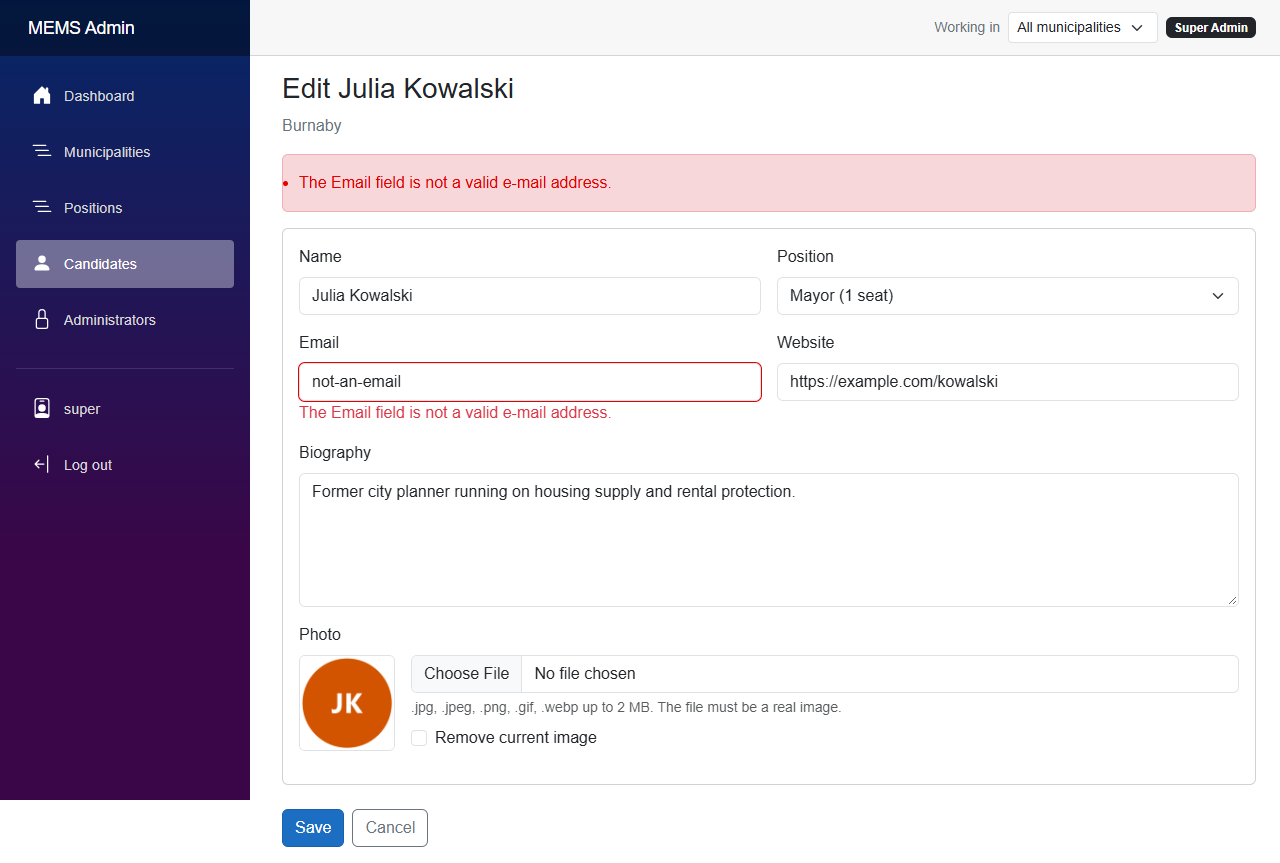 MEMS Admin
Working in
All municipalities
Super Admin
Dashboard
Municipalities
Positions
Candidates
Administrators
super
Log out
Edit Julia Kowalski
Burnaby
The Email field is not a valid e-mail address.
Name
Position
Julia Kowalski
Mayor (1 seat)
Email
Website
not-an-email
https://example.com/kowalski
The Email field is not a valid e-mail address.
Biography
Former city planner running on housing supply and rental protection.
Photo
JK
Choose File
No file chosen
.jpg, .jpeg, .png, .gif, .webp up to 2 MB. The file must be a real image.
Remove current image
Save
Cancel